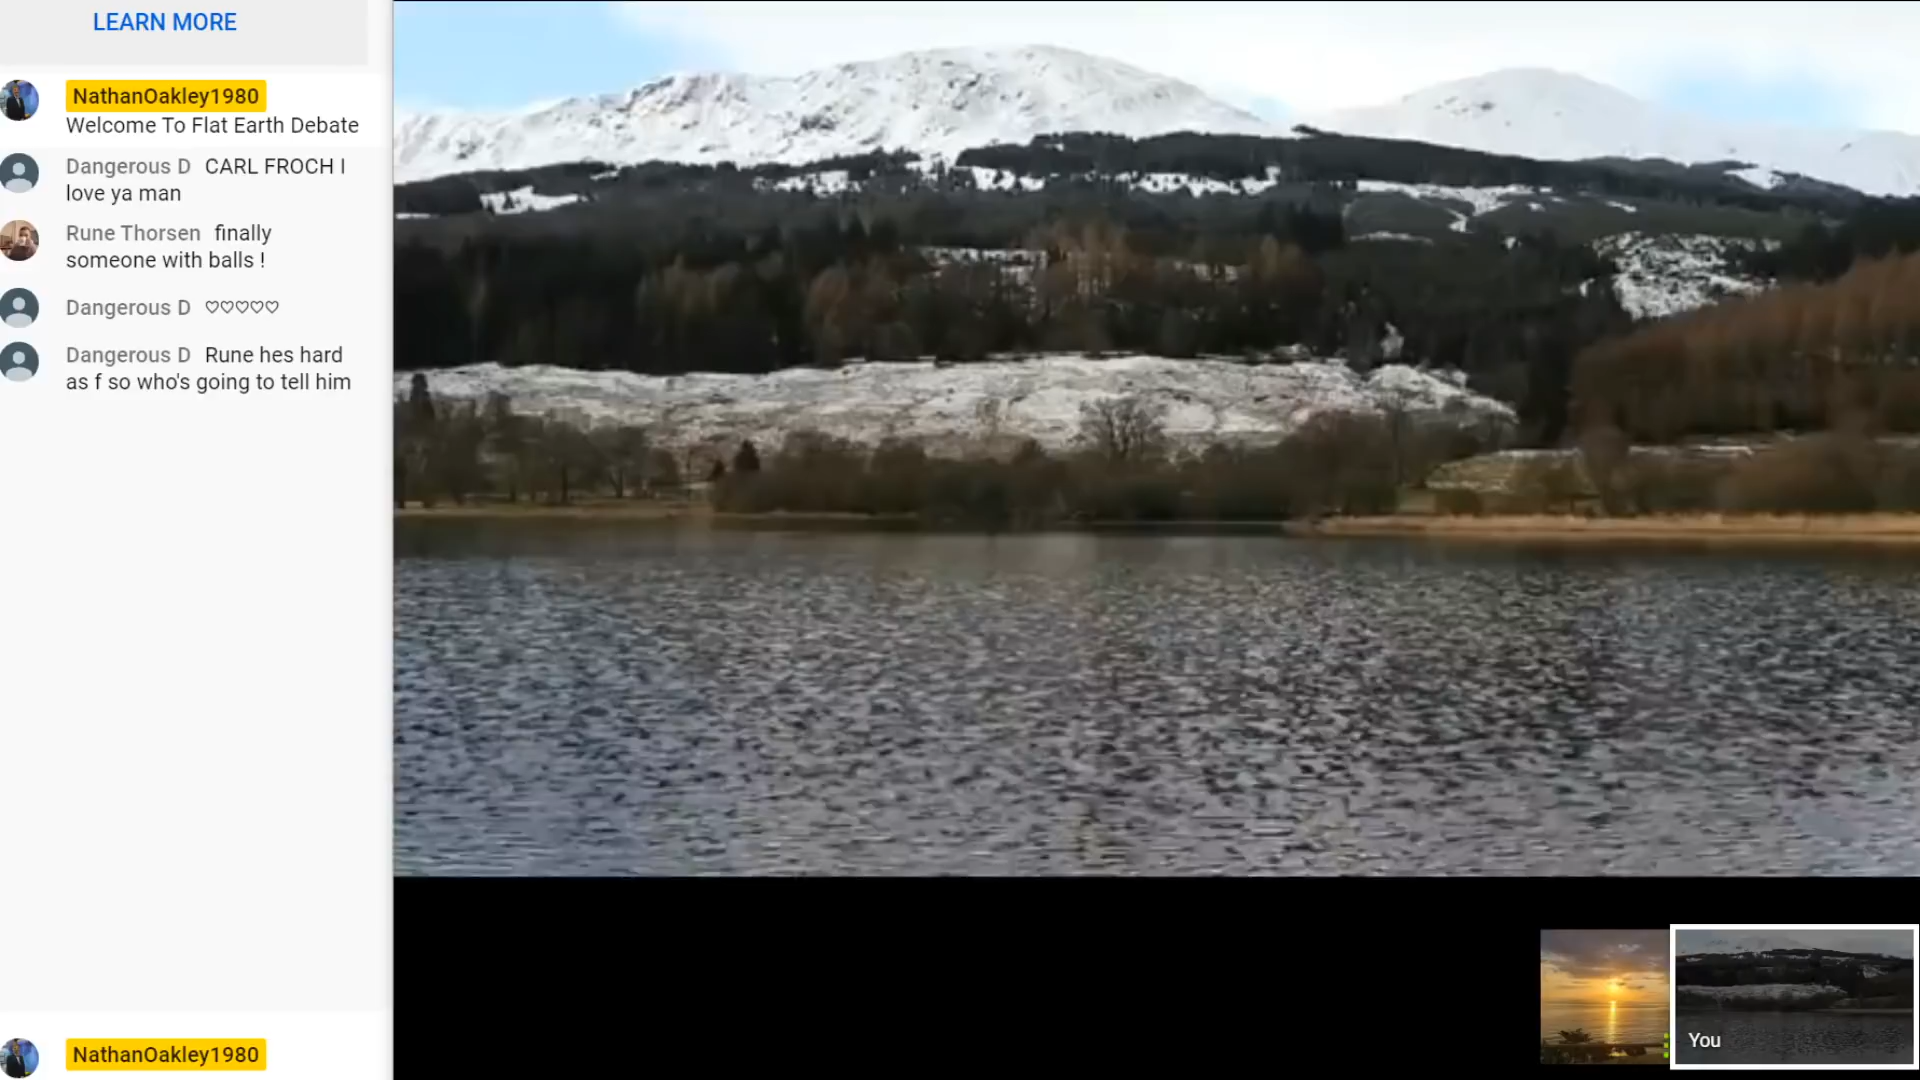 LEARN MORE
NathanOakley1980
Welcome To Flat Earth Debate
Dangerous D CARL FROCH I
love ya man
Rune Thorsen finally
someone with balls !
Dangerous D ♡♡♡♡♡
Dangerous D Rune hes hard
as f so who's going to tell him
NathanOakley1980
You